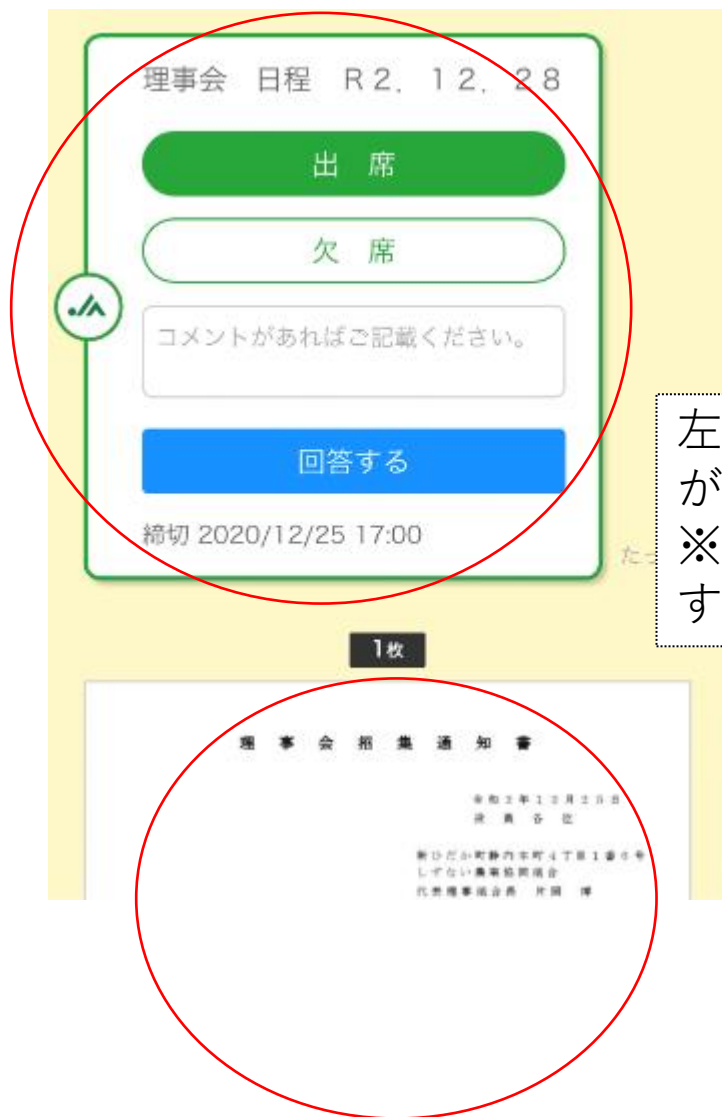 理事会　日程　Ｒ２．１２．２８
出　席
欠　席
コメントがあればご記載ください。
回答する
締切 2020/12/25 17:00
左
が
※
す
たっ
1枚
理　事　会　招　集　通　知　書
令和２年１２月２５日
役　員　各　位
新ひだか町静内本町４丁目１番６号
しずない農業協同組合
代表理事組合長　片岡　博